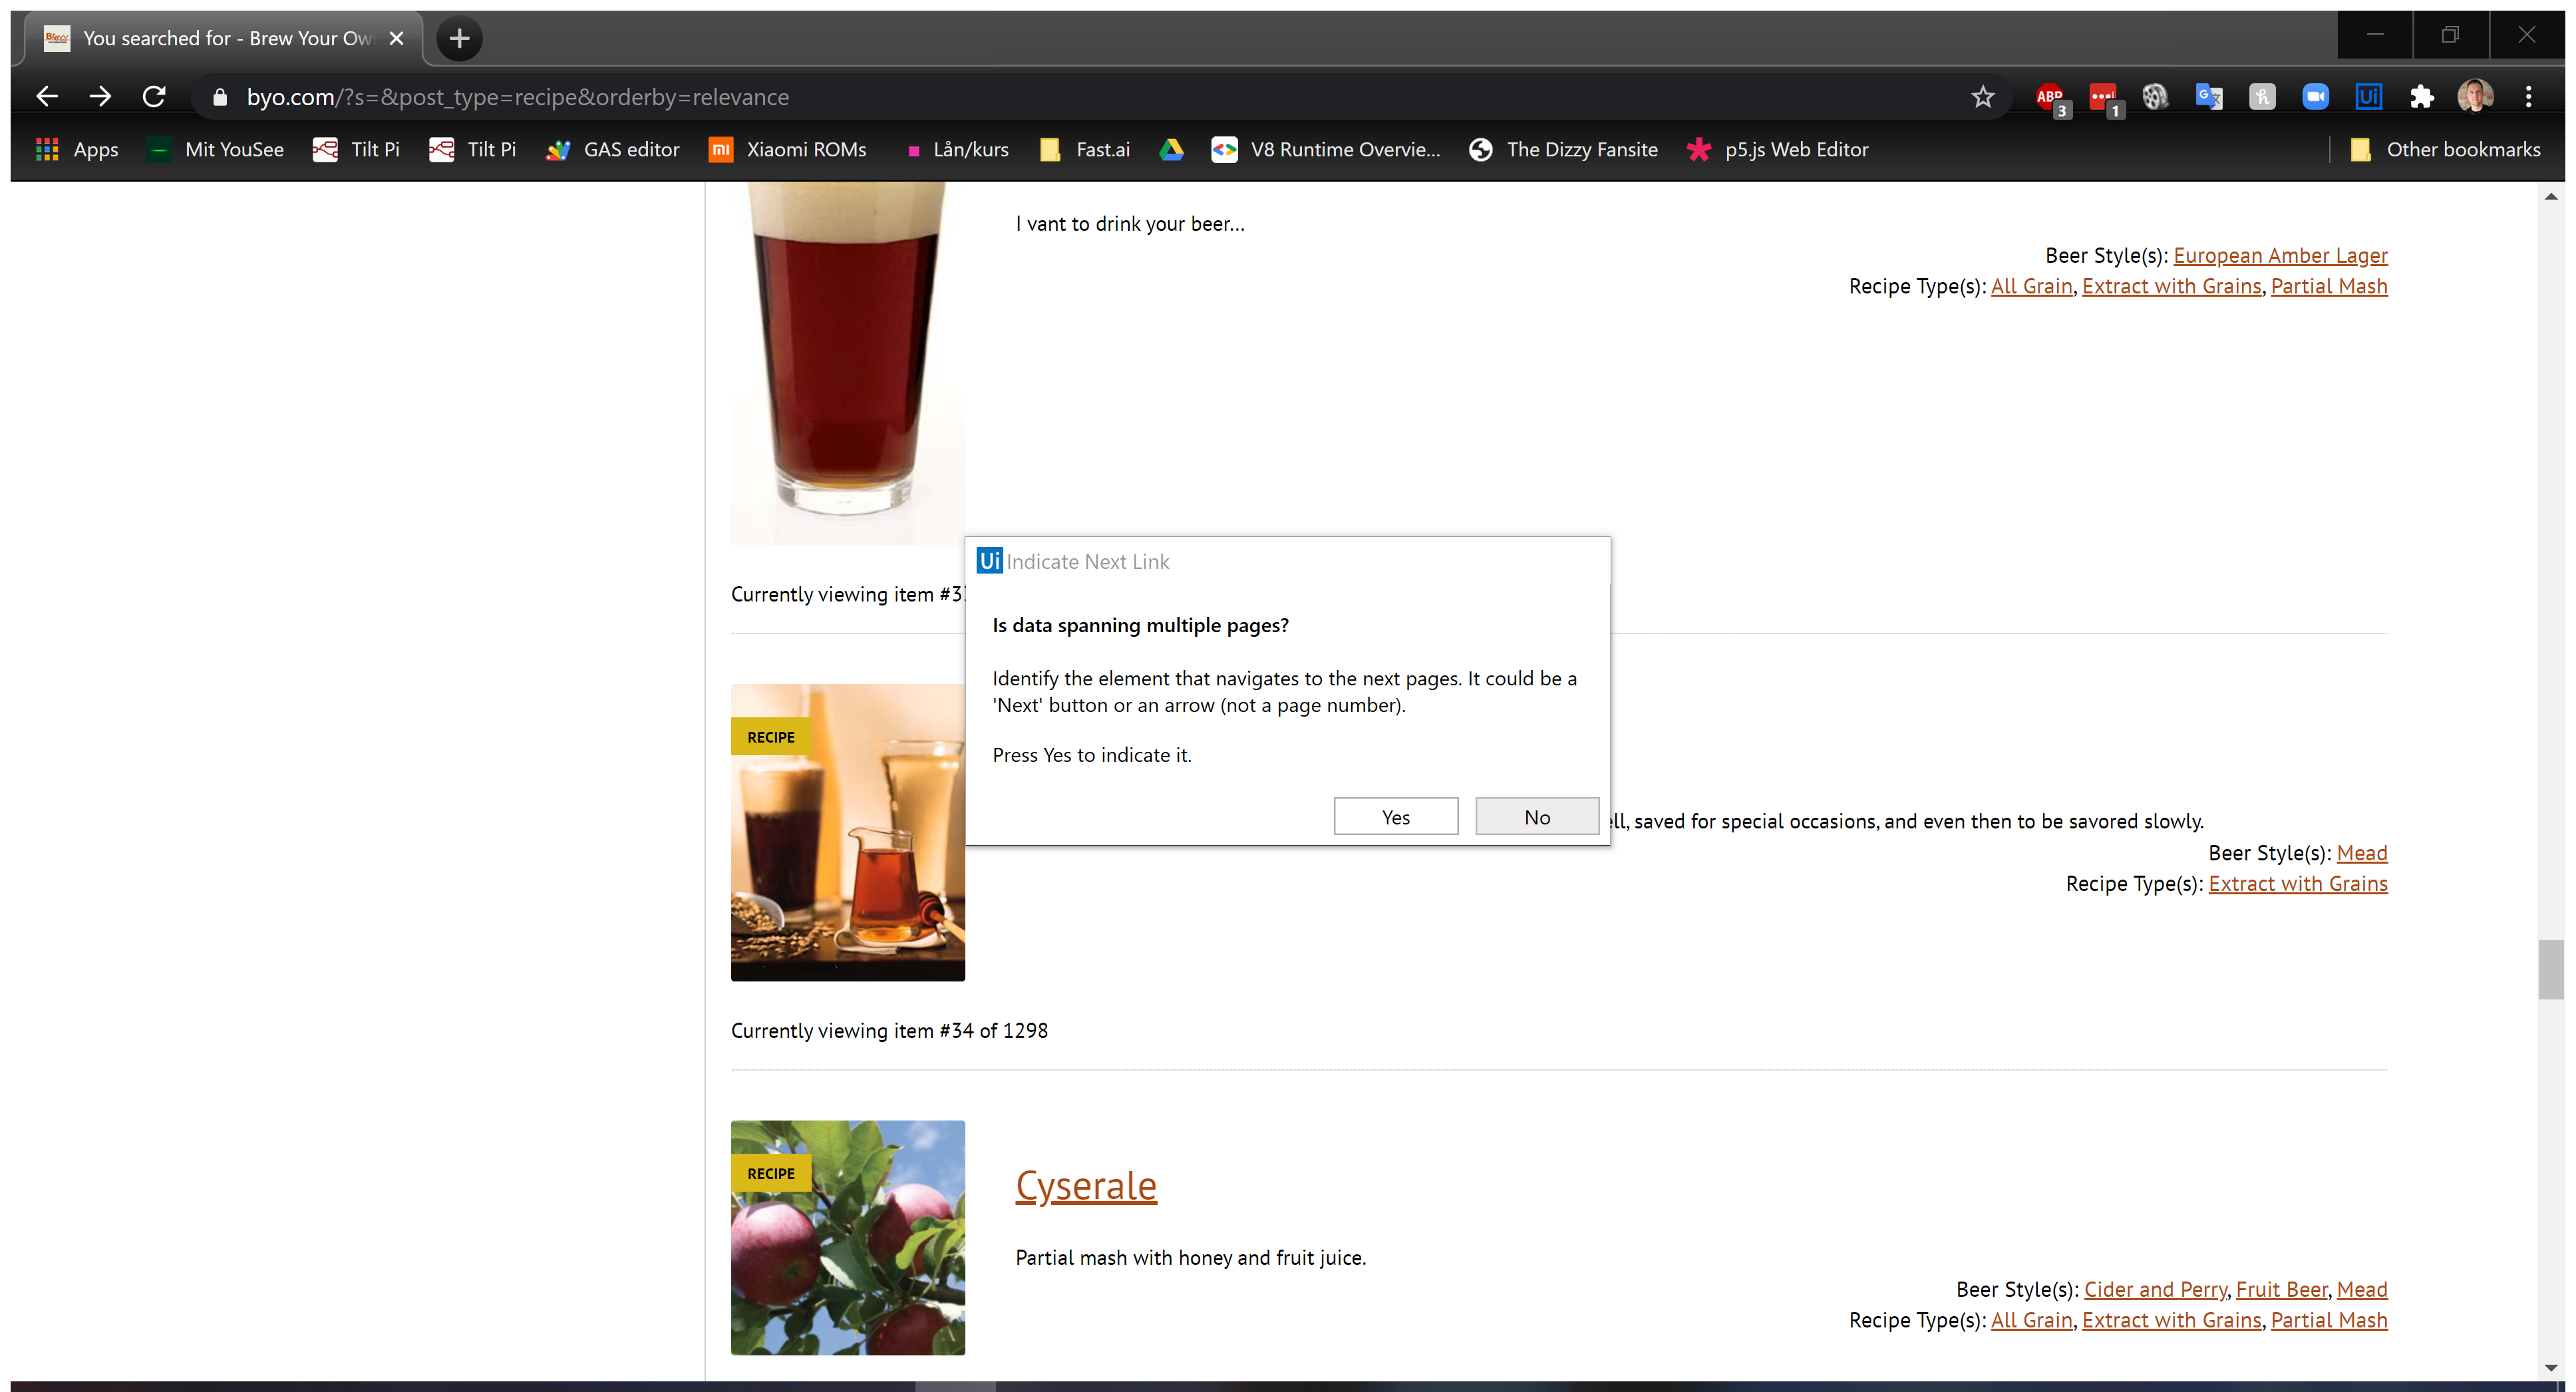 You searched for - Brew Your Ow
byo.com/?s=&post_type=recipe&orderby=relevance
ABP 3 1 Ui
Apps Mit YouSee Tilt Pi Tilt Pi GAS editor Xiaomi ROMs Lån/kurs Fast.ai V8 Runtime Overvie... The Dizzy Fansite p5.js Web Editor Other bookmarks
I vant to drink your beer...
Beer Style(s): European Amber Lager
Recipe Type(s): All Grain, Extract with Grains, Partial Mash
Ui Indicate Next Link
Currently viewing item #3
Is data spanning multiple pages?
Identify the element that navigates to the next pages. It could be a
'Next' button or an arrow (not a page number).
RECIPE
Press Yes to indicate it.
Yes No
saved for special occasions, and even then to be savored slowly.
Beer Style(s): Mead
Recipe Type(s): Extract with Grains
Currently viewing item #34 of 1298
RECIPE
Cyserale
Partial mash with honey and fruit juice.
Beer Style(s): Cider and Perry, Fruit Beer, Mead
Recipe Type(s): All Grain, Extract with Grains, Partial Mash